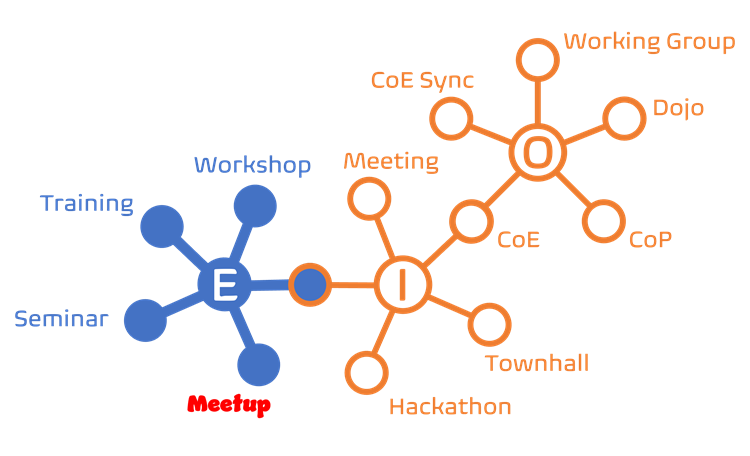 Working Group
CoE Sync
Dojo
O
Meeting
Workshop
Training
CoE
CoP
E
I
Seminar
Townhall
Meetup
Hackathon